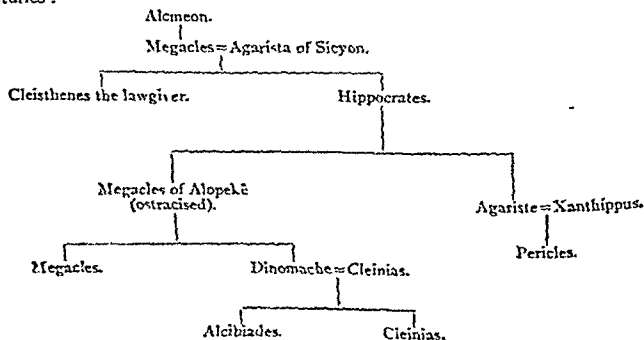 Alcmeon.
Megacles=Agarista of Sicyon.
Cleisthenes the lawgiver. Hippocrates.
Megacles of Alopekê Agariste=Xanthippus.
(ostracised).
Pericles.
Megacles. Dinomache=Cleinias.
Alcibiades. Cleinias.